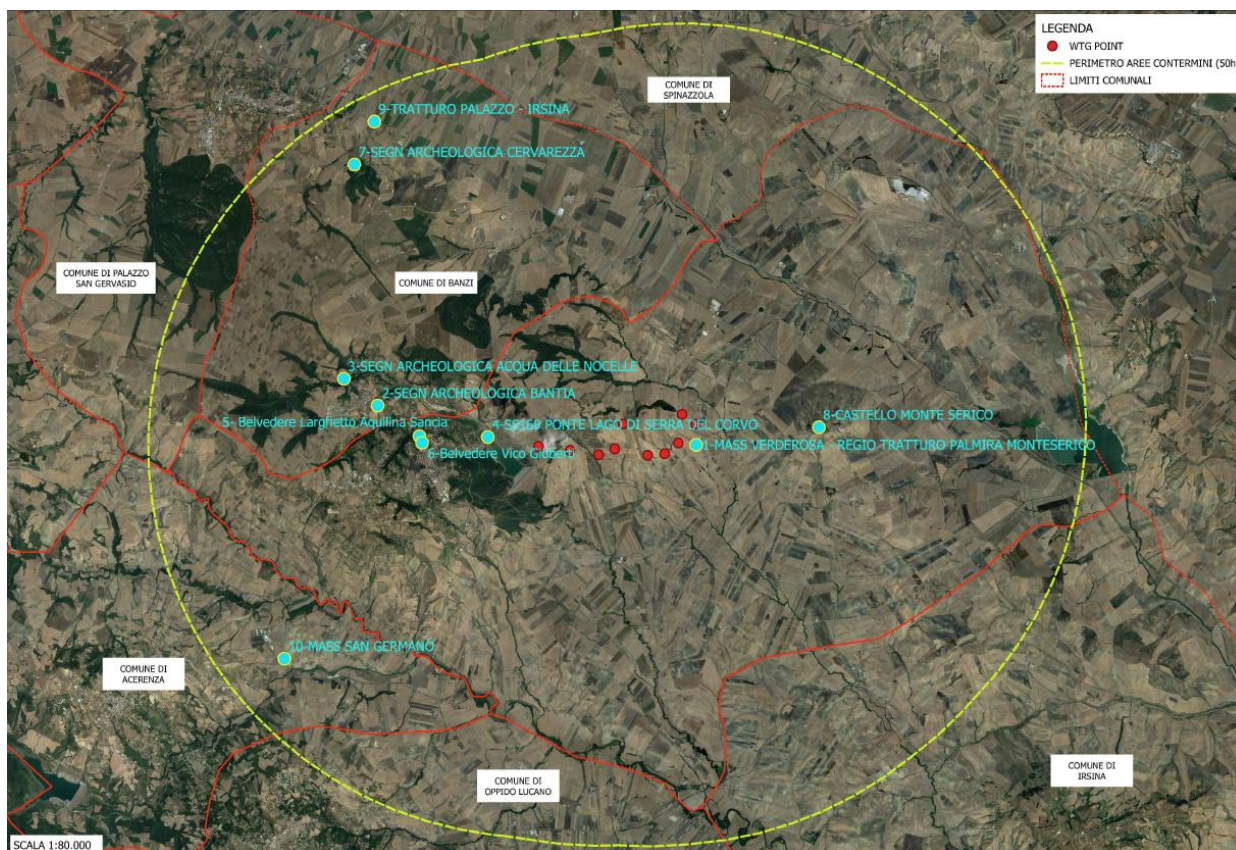 LEGENDA
WTG POINT
PERIMETRO AREE CONTERMINI (50h
LIMITI COMUNALI
COMUNE DI
SPINAZZOLA
9-TRATTURO PALAZZO - IRSINA
7-SEGN ARCHEOLOGICA CERVAREZZA
COMUNE DI PALAZZO
SAN GERVASIO
COMUNE DI BANZI
3-SEGN ARCHEOLOGICA ACQUA DELLE NOCELLE
2-SEGN ARCHEOLOGICA BANTIA
5- Belvedere Larghetto Aquilina Sancia
4-SP169 PONTE LAGO DI SERRA DEL CORVO
8-CASTELLO MONTE SERICO
6-Belvedere Vico Gioberti
1-MASS VERDEROSA - REGIO TRATTURO PALMIRA MONTESERICO
10-MASS SAN GERMANO
COMUNE DI
ACERENZA
COMUNE DI
OPPIDO LUCANO
COMUNE DI
IRSINA
SCALA 1:80.000